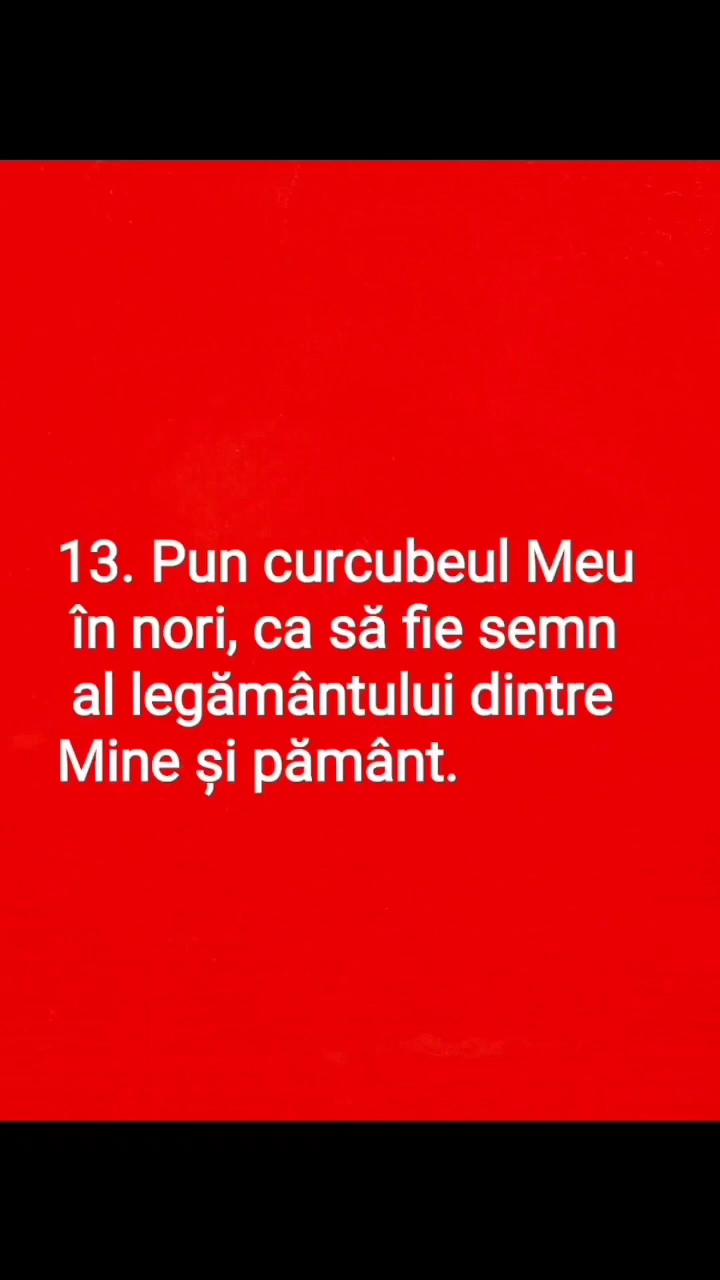 13. Pun curcubeul Meu
în nori, ca să fie semn
al legământului dintre
Mine și pământ.